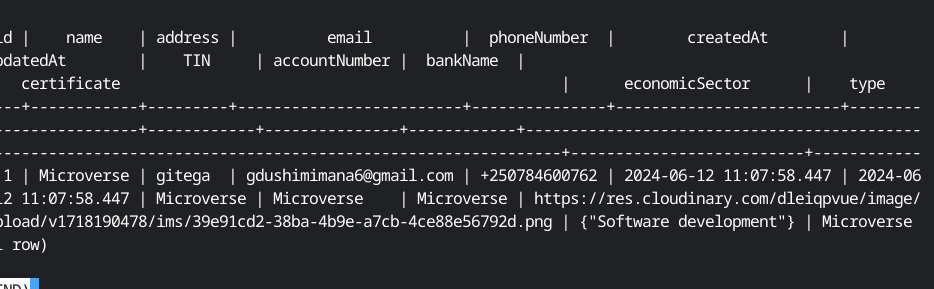 id |    name    | address |          email          |  phoneNumber  |        createdAt        |
pdatedAt        |    TIN     | accountNumber |  bankName  |
certificate                                                 |      economicSector      |    type
---+------------+---------+-------------------------+---------------+-------------------------+--------
----------------+-----------+---------------+------------+-------------------------------------------
-------------------------------------------------------------+--------------------------+------------
1 | Microverse | gitega  | gdushimimana6@gmail.com | +250784600762 | 2024-06-12 11:07:58.447 | 2024-06
12 11:07:58.447 | Microverse | Microverse    | Microverse | https://res.cloudinary.com/dleiqpvue/image/
pload/v1718190478/ims/39e91cd2-38ba-4b9e-a7cb-4ce88e56792d.png | {"Software development"} | Microverse
row)
END)